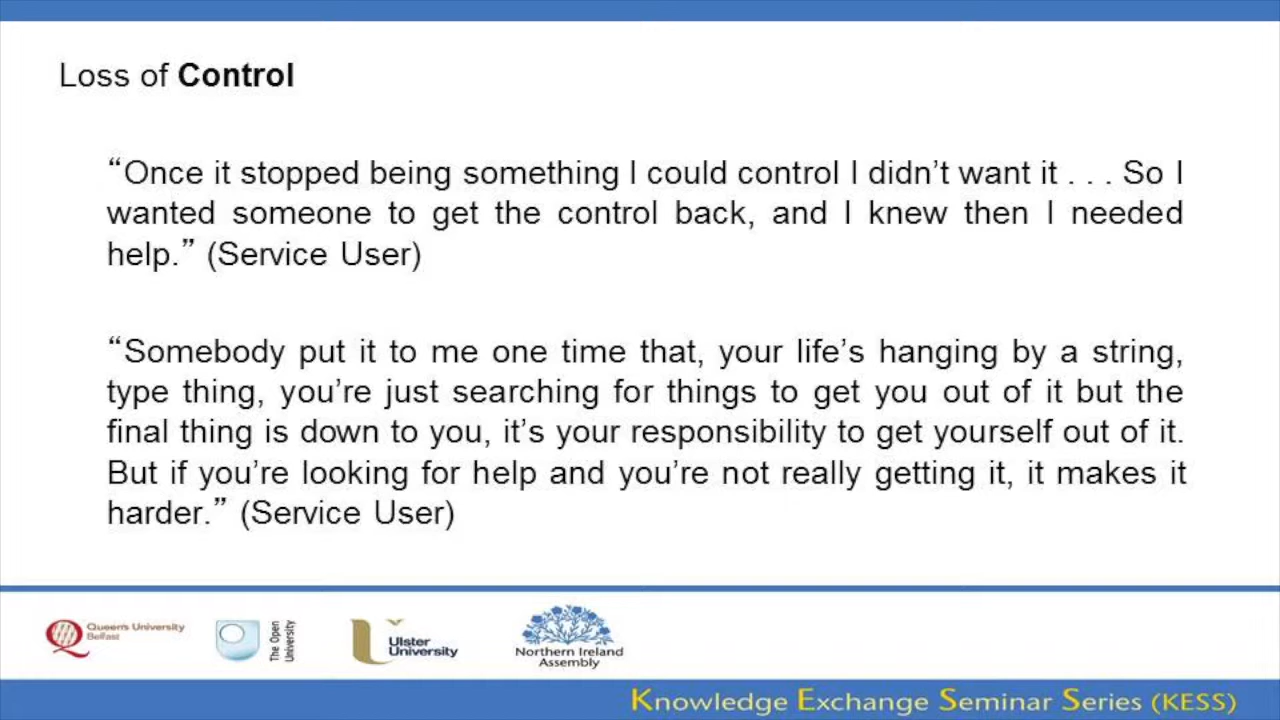 Loss of Control
“Once it stopped being something I could control I didn’t want it . . . So I
wanted someone to get the control back, and I knew then I needed
help.” (Service User)
“Somebody put it to me one time that, your life’s hanging by a string,
type thing, you’re just searching for things to get you out of it but the
final thing is down to you, it’s your responsibility to get yourself out of it.
But if you’re looking for help and you’re not really getting it, it makes it
harder.” (Service User)
Queen's University
Belfast
The Open
University
Ulster
University
Northern Ireland
Assembly
Knowledge Exchange Seminar Series (KESS)